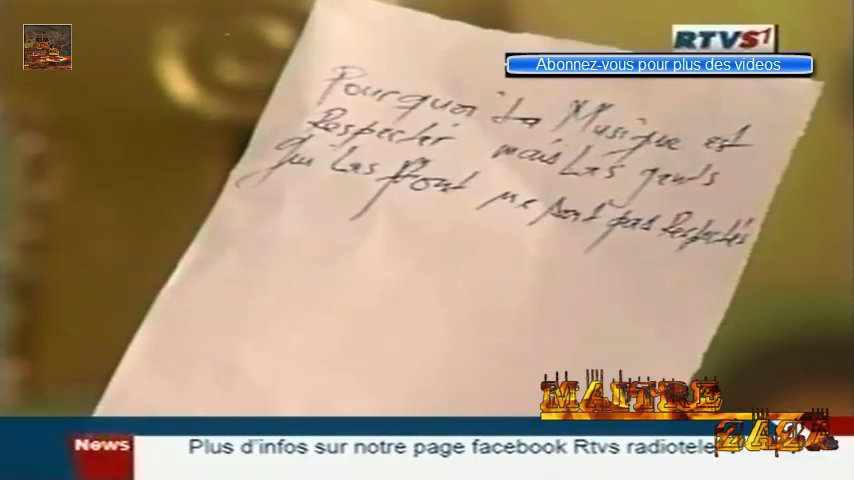 RTVS1
Abonnez-vous pour plus des videos
Pourquoi La Musique est
Respecter mais Les gents
qui Les font ne sont pas Respectés
MAITRE
ZAZA
News
Plus d'infos sur notre page facebook Rtvs radiotele